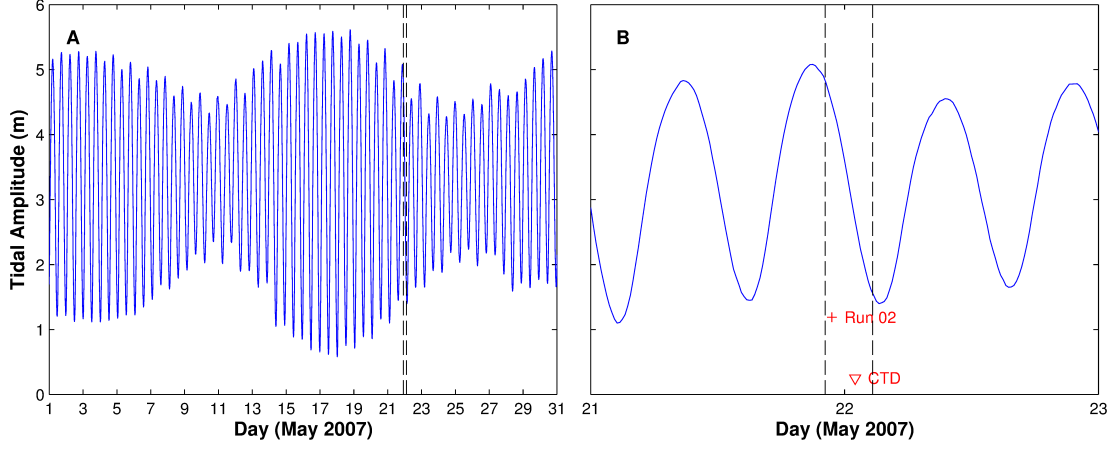 6
5
4
3
2
1
0
Tidal Amplitude (m)
A
1 3 5 7 9 11 13 15 17 19 21 23 25 27 29 31
Day (May 2007)
B
+ Run 02
▽ CTD
21 22 23
Day (May 2007)